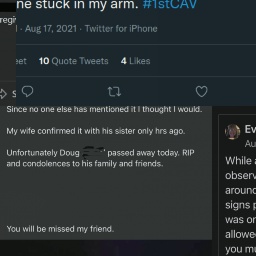 ne stuck in my arm. #1stCAV
Aug 17, 2021 · Twitter for iPhone
10 Quote Tweets 4 Likes
Since no one else has mentioned it I thought I would.
My wife confirmed it with his sister only hrs ago.
Unfortunately Doug passed away today. RIP
and condolences to his family and friends.
You will be missed my friend.
Ev
Au
While a
observ
around
signs p
was or
allowe
you mu